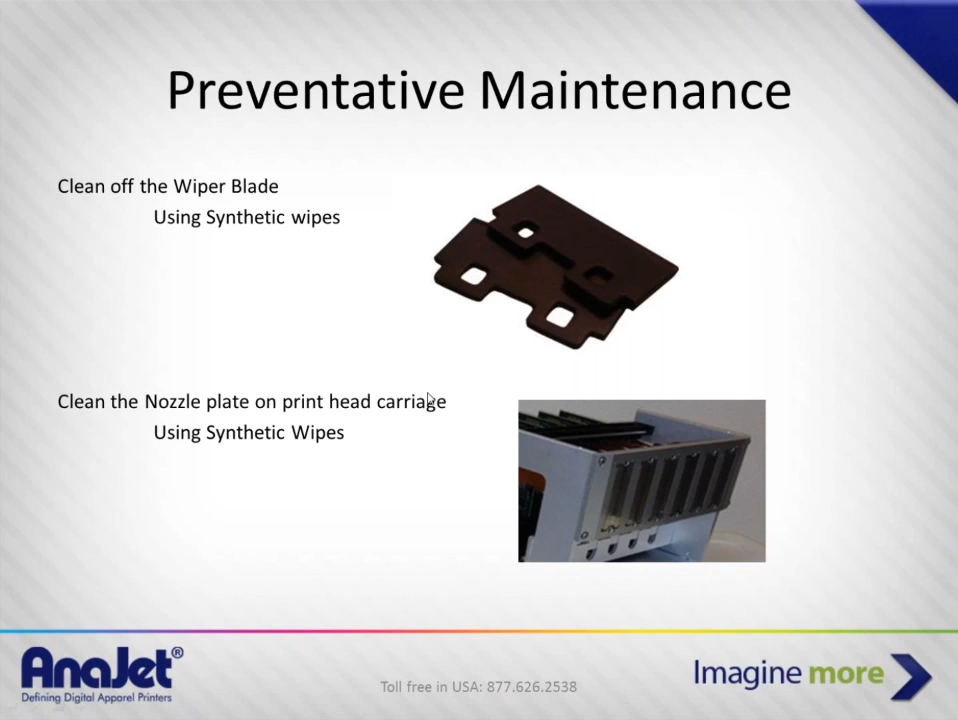 Preventative Maintenance
Clean off the Wiper Blade
Using Synthetic wipes
Clean the Nozzle plate on print head carriage
Using Synthetic Wipes
AnaJet®
Defining Digital Apparel Printers
Toll free in USA: 877.626.2538
Imagine more